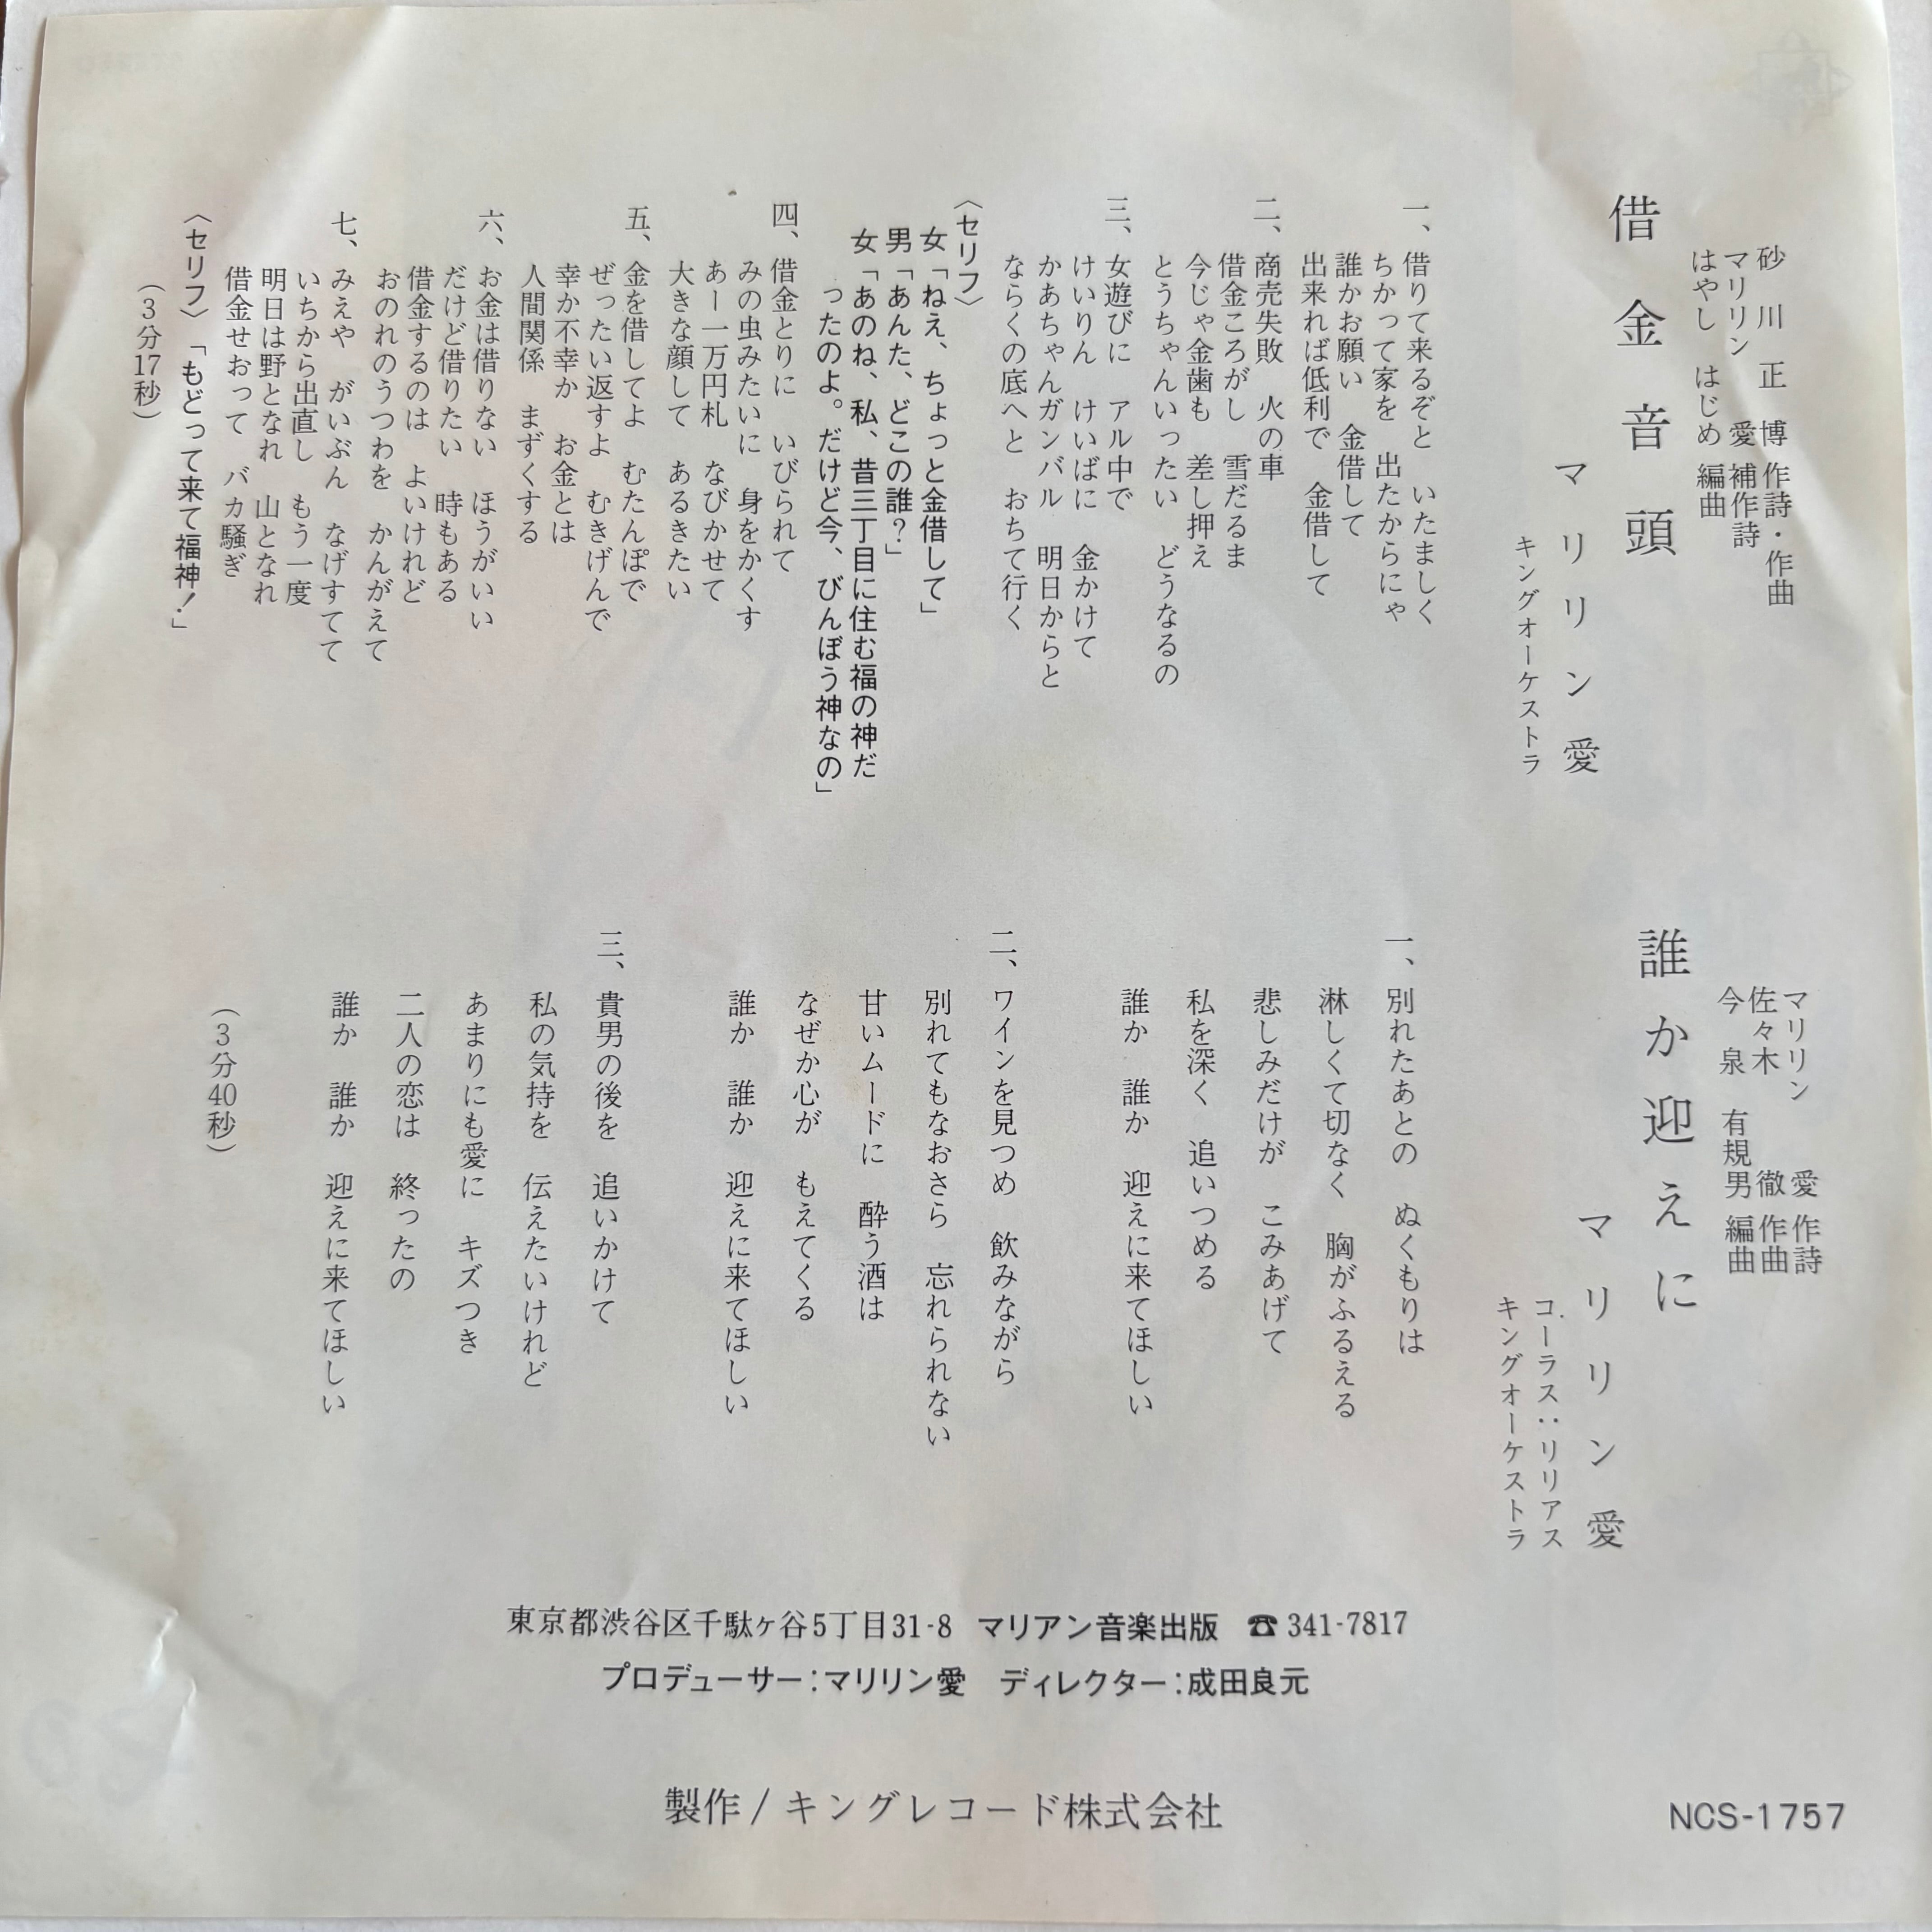 砂川正博 作詩・作曲
マリリン愛 補作詩
はやしはじめ 編曲
借金音頭
マリリン愛
キングオーケストラ
一、借りて来るぞと いたましく
ちかって家を 出たからにゃ
誰かお願い 金借して
出来れば低利で 金借して
二、商売失敗 火の車
借金ころがし 雪だるま
今じゃ金歯も 差し押え
とうちゃんいったい どうなるの
三、女遊びに アル中で
けいりん けいばに 金かけて
かあちゃんガンバル 明日からと
ならくの底へと おちて行く
〈セリフ〉
女「ねえ、ちょっと金借して」
男「あんた、どこの誰?」
女「あのね、私、昔三丁目に住む福の神だ
ったのよ。だけど今、びんぼう神なの」
四、借金とりに いびられて
みの虫みたいに 身をかくす
あー一万円札 なびかせて
大きな顔して あるきたい
五、金を借してよ むたんぽで
ぜったい返すよ むきげんで
幸か不幸か お金とは
人間関係 まずくする
六、お金は借りない ほうがいい
だけど借りたい 時もある
借金するのは よいけれど
おのれのうつわを かんがえて
七、みえや がいぶん なげすてて
いちから出直し もう一度
明日は野となれ 山となれ
借金せおって バカ騒ぎ
〈セリフ〉「もどって来て福神!」
(3分17秒)
マリリン愛 作詩
佐々木徹 作曲
今泉有規男 編曲
誰か迎えに
マリリン愛
コーラス:リリアス
キングオーケストラ
一、別れたあとの ぬくもりは
淋しくて切なく 胸がふるえる
悲しみだけが こみあげて
私を深く 追いつめる
誰か 誰か 迎えに来てほしい
二、ワインを見つめ 飲みながら
別れてもなおさら 忘れられない
甘いムードに 酔う酒は
なぜか心が もえてくる
誰か 誰か 迎えに来てほしい
三、貴男の後を 追いかけて
私の気持を 伝えたいけれど
あまりにも愛に キズつき
二人の恋は 終ったの
誰か 誰か 迎えに来てほしい
(3分40秒)
東京都渋谷区千駄ヶ谷5丁目31-8 マリアン音楽出版 ☎341-7817
プロデューサー:マリリン愛 ディレクター:成田良元
製作/キングレコード株式会社
NCS-1757